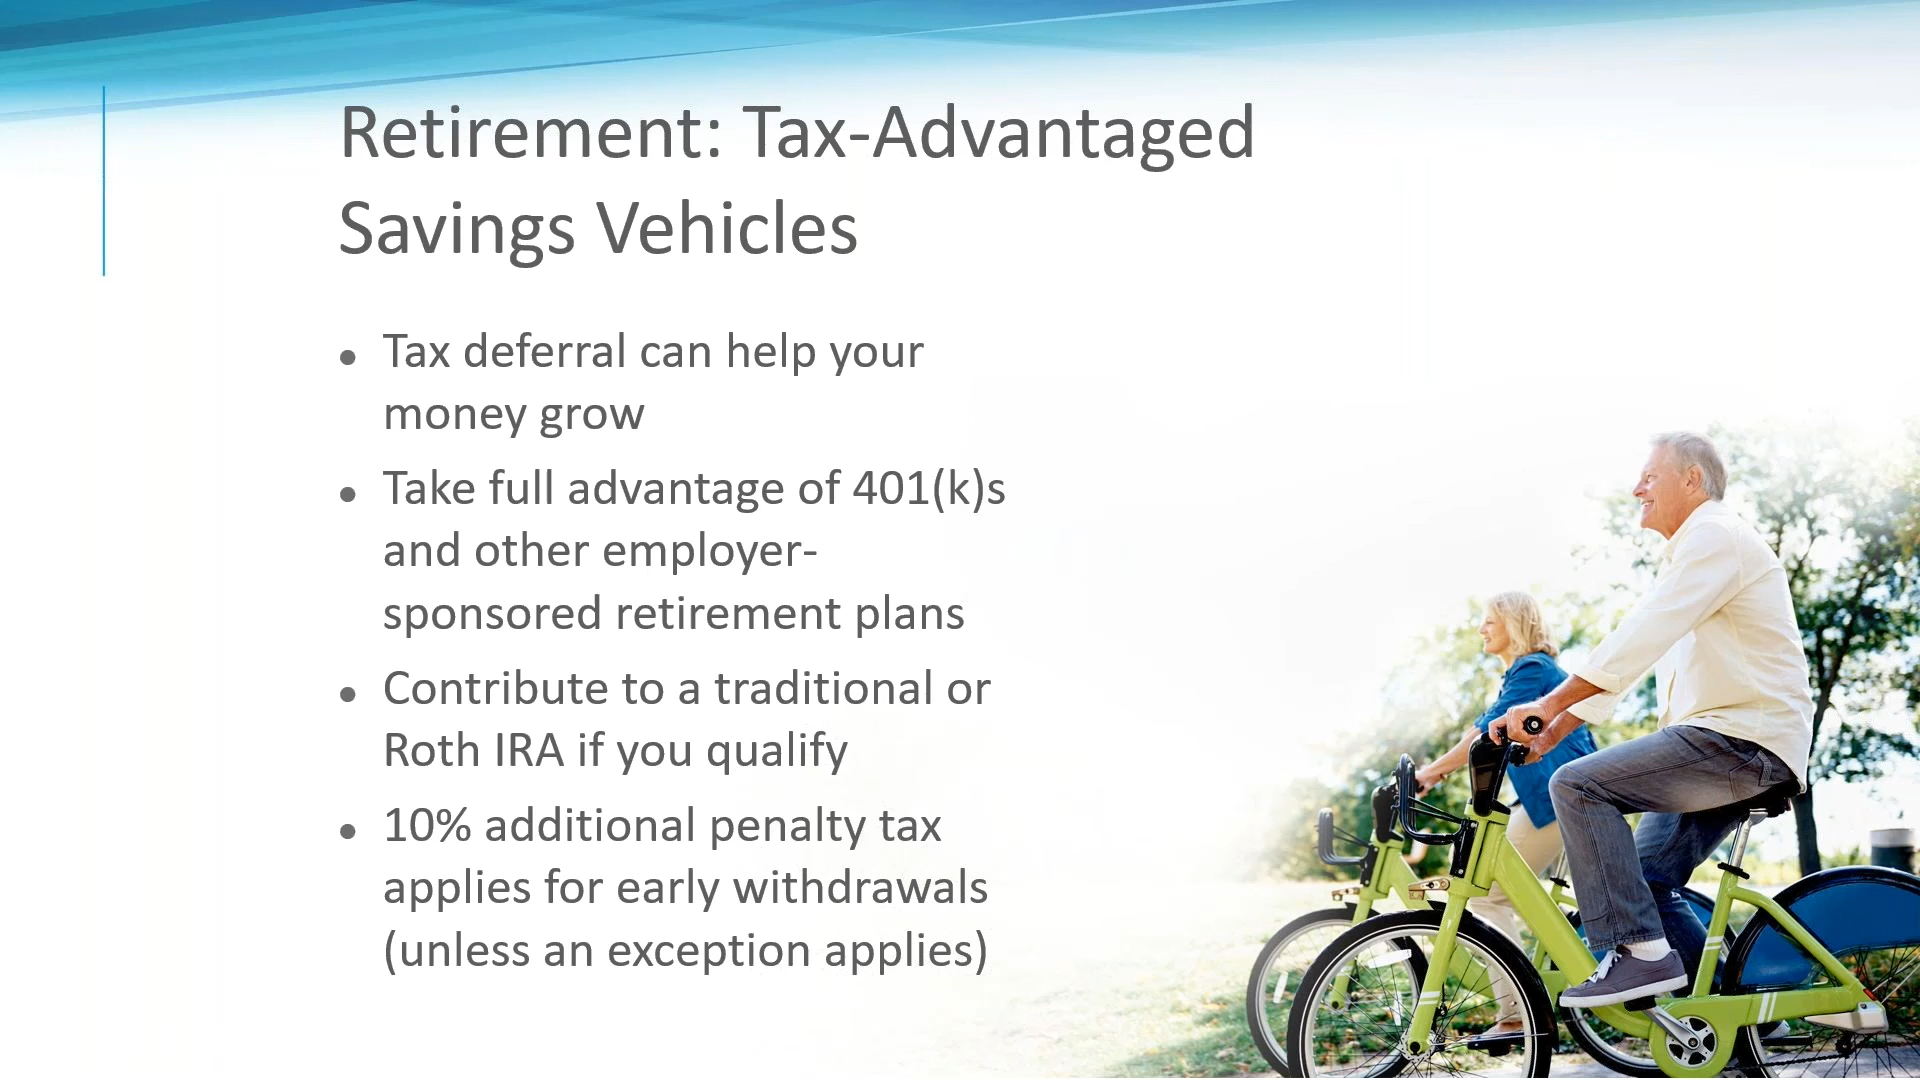 Retirement: Tax-Advantaged
Savings Vehicles
• Tax deferral can help your
money grow
• Take full advantage of 401(k)s
and other employer-
sponsored retirement plans
• Contribute to a traditional or
Roth IRA if you qualify
• 10% additional penalty tax
applies for early withdrawals
(unless an exception applies)